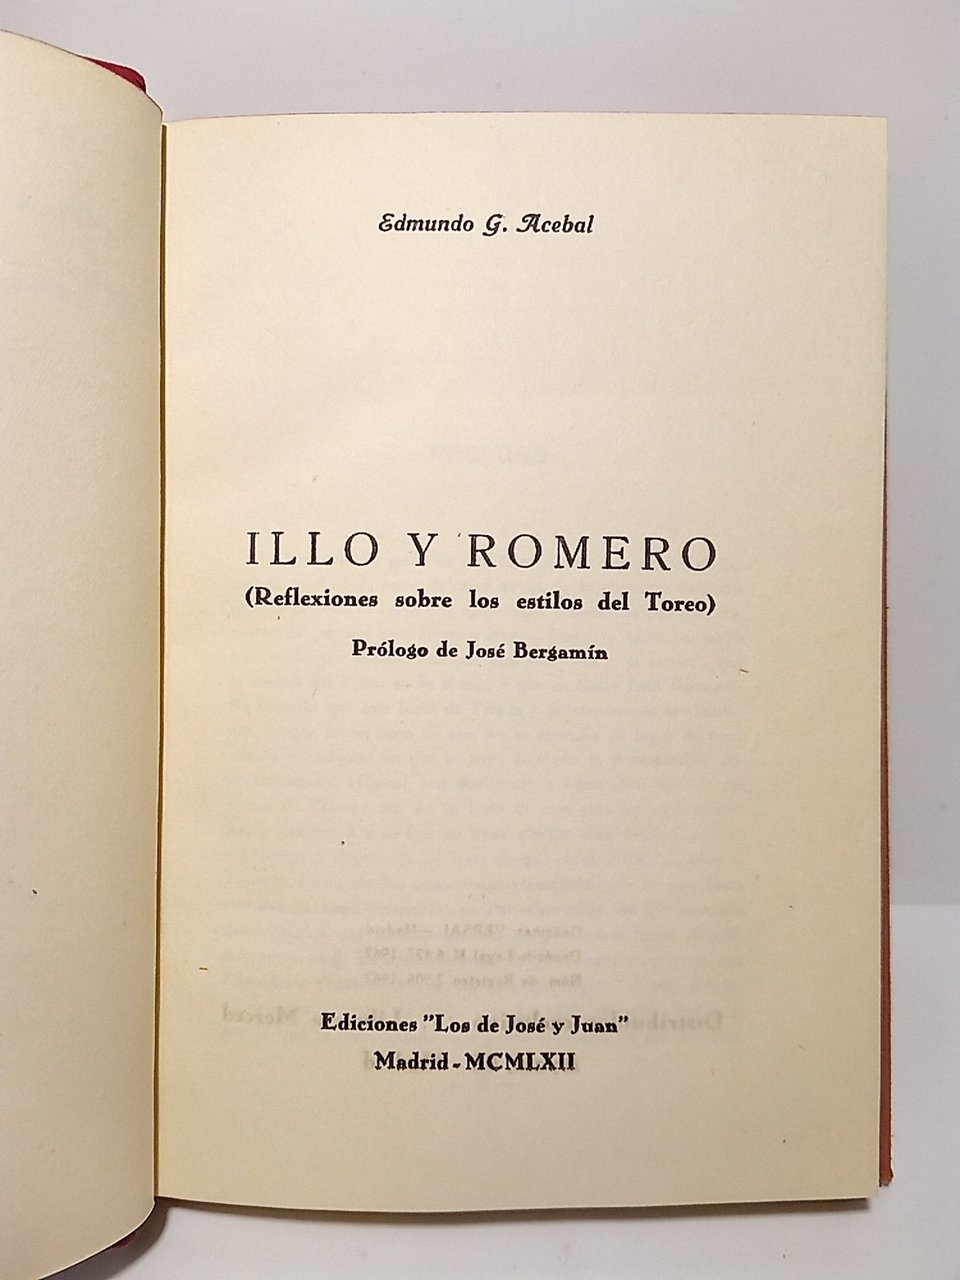 Edmundo G. Acebal
ILLO Y ROMERO
(Reflexiones sobre los estilos del Toreo)
Prólogo de José Bergamín
Ediciones "Los de José y Juan"
Madrid - MCMLXII